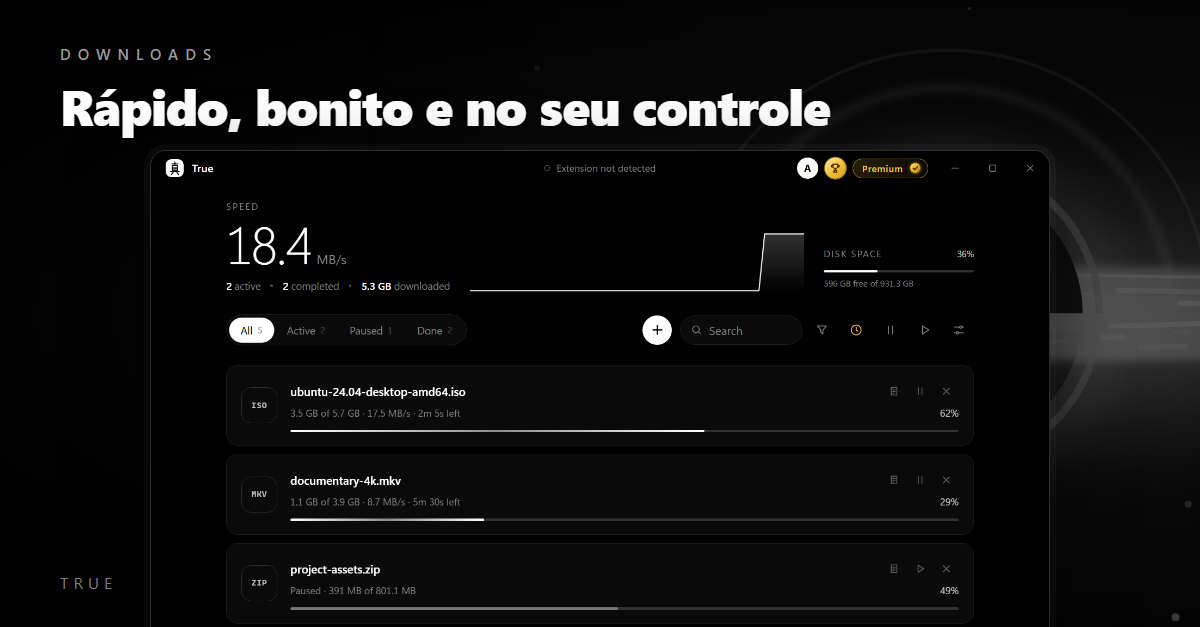 DOWNLOADS
Rápido, bonito e no seu controle
真 True
Extension not detected
A
Premium
SPEED
18.4 MB/s
2 active • 2 completed • 5.3 GB downloaded
DISK SPACE 36%
596 GB free of 931.3 GB
All 5 Active 2 Paused 1 Done 2
+ Search
ISO
ubuntu-24.04-desktop-amd64.iso
3.5 GB of 5.7 GB · 17.5 MB/s · 2m 5s left
62%
MKV
documentary-4k.mkv
1.1 GB of 3.9 GB · 8.7 MB/s · 5m 30s left
29%
ZIP
project-assets.zip
Paused · 391 MB of 801.1 MB
49%
TRUE